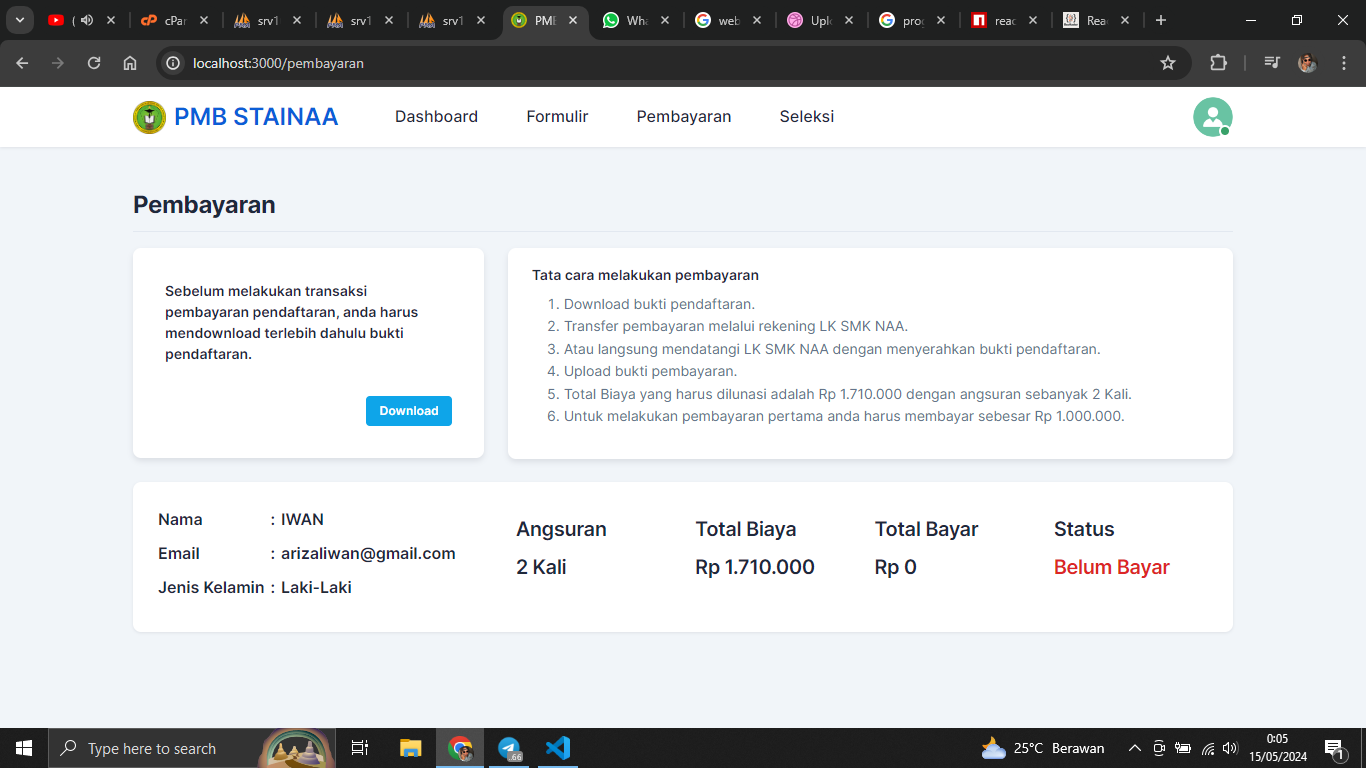 cPar
srv1
srv1
srv1
PMB
Wha
web
Uplo
pro
reac
Reac
localhost:3000/pembayaran
PMB STAINAA
Dashboard
Formulir
Pembayaran
Seleksi
Pembayaran
Sebelum melakukan transaksi
pembayaran pendaftaran, anda harus
mendownload terlebih dahulu bukti
pendaftaran.
Download
Tata cara melakukan pembayaran
1. Download bukti pendaftaran.
2. Transfer pembayaran melalui rekening LK SMK NAA.
3. Atau langsung mendatangi LK SMK NAA dengan menyerahkan bukti pendaftaran.
4. Upload bukti pembayaran.
5. Total Biaya yang harus dilunasi adalah Rp 1.710.000 dengan angsuran sebanyak 2 Kali.
6. Untuk melakukan pembayaran pertama anda harus membayar sebesar Rp 1.000.000.
Nama : IWAN
Email : arizaliwan@gmail.com
Jenis Kelamin : Laki-Laki
Angsuran
2 Kali
Total Biaya
Rp 1.710.000
Total Bayar
Rp 0
Status
Belum Bayar
Type here to search
66
25°C Berawan
0:05
15/05/2024
1